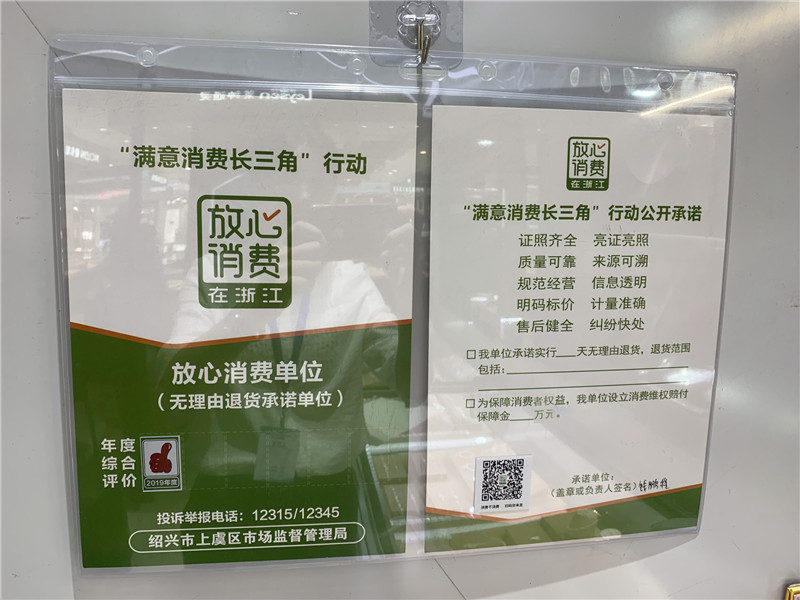 “满意消费长三角”行动
放心
消费
在浙江
放心消费单位
（无理由退货承诺单位）
年度
综合
评价
2019年度
投诉举报电话：12315/12345
绍兴市上虞区市场监督管理局
放心
消费
在浙江
“满意消费长三角”行动公开承诺
证照齐全 亮证亮照
质量可靠 来源可溯
规范经营 信息透明
明码标价 计量准确
售后健全 纠纷快处
□我单位承诺实行___天无理由退货，退货范围
包括：
□为保障消费者权益，我单位设立消费维权赔付
保障金___万元。
承诺单位：
（盖章或负责人签名）